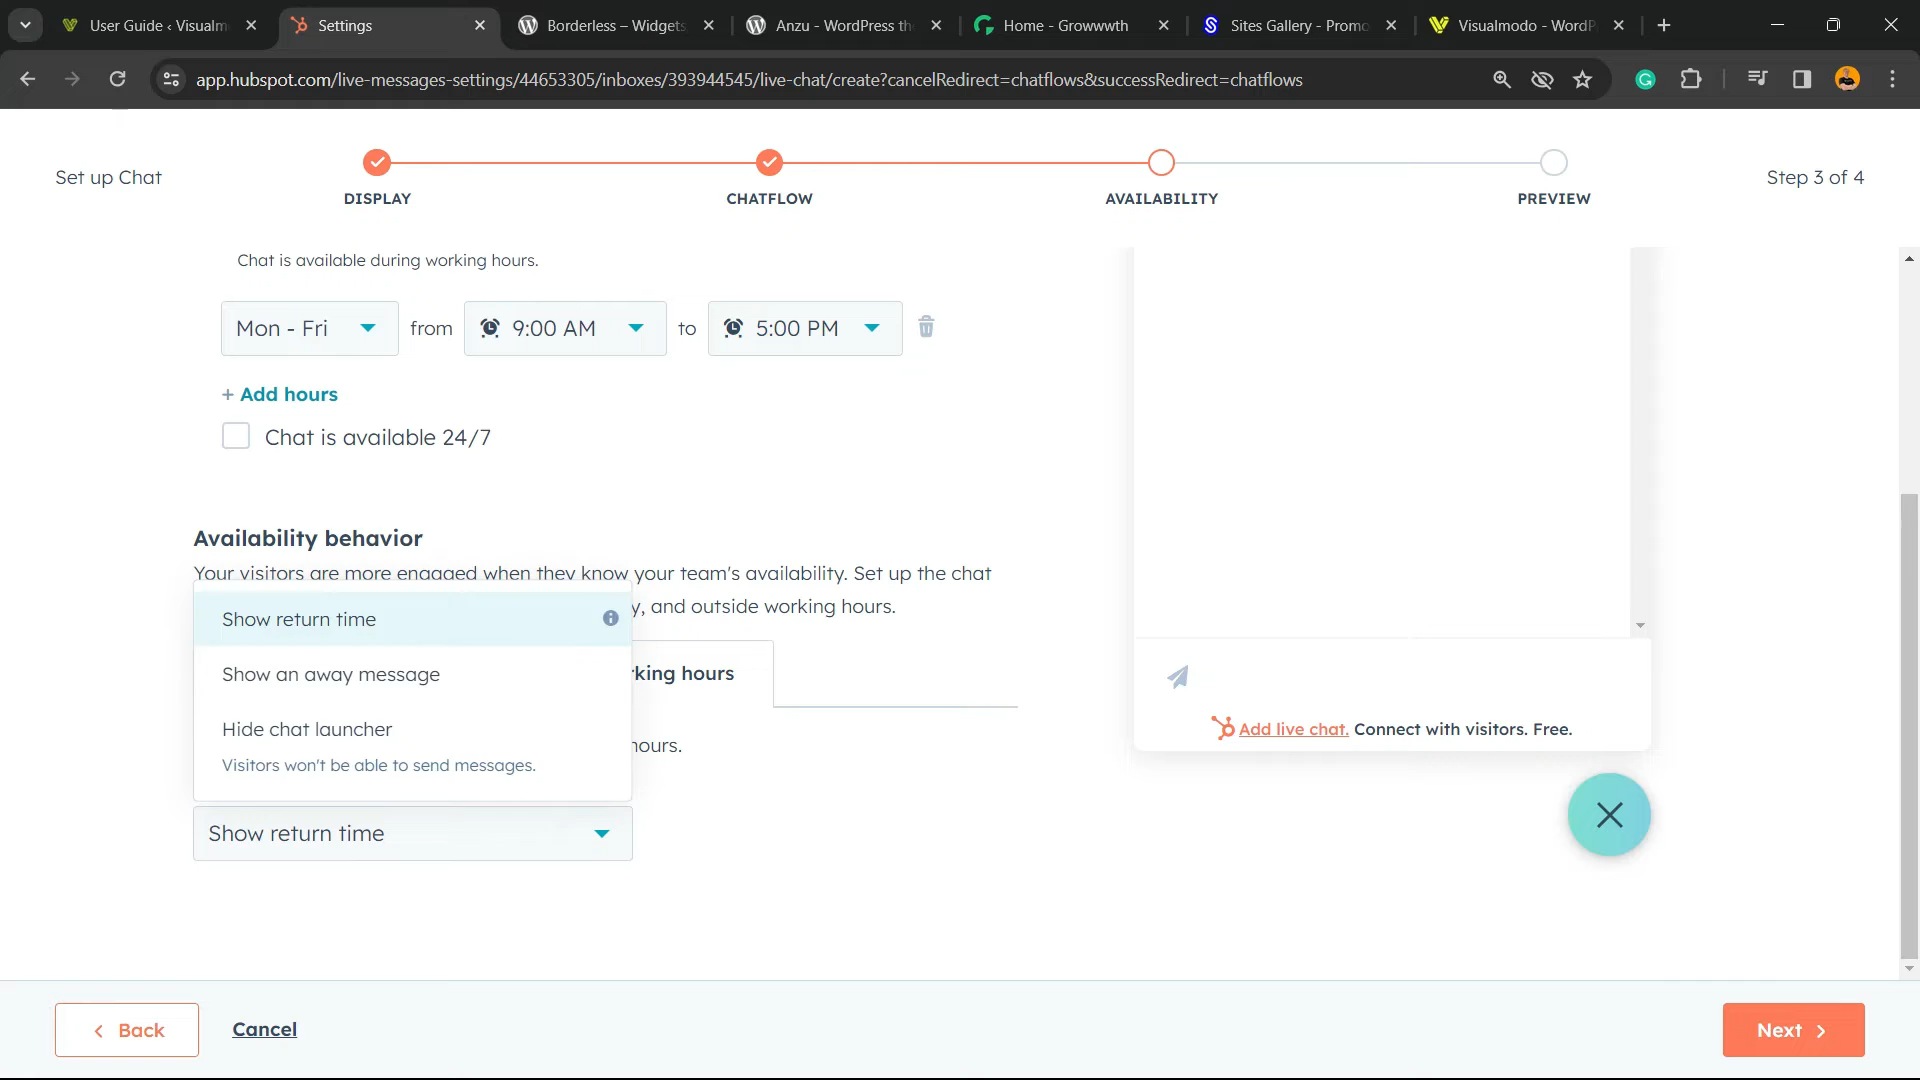 User Guide ‹ Visualm
Settings
Borderless – Widgets
Anzu - WordPress th
Home - Growwwth
Sites Gallery - Promo
Visualmodo - WordP
app.hubspot.com/live-messages-settings/44653305/inboxes/393944545/live-chat/create?cancelRedirect=chatflows&successRedirect=chatflows
Set up Chat
DISPLAY
CHATFLOW
AVAILABILITY
PREVIEW
Step 3 of 4
Chat is available during working hours.
Mon - Fri from 9:00 AM to 5:00 PM
+ Add hours
Chat is available 24/7
Availability behavior
Your visitors are more engaged when they know your team's availability. Set up the chat
y, and outside working hours.
Show return time
Show an away message
rking hours
Hide chat launcher
hours.
Visitors won't be able to send messages.
Show return time
Add live chat. Connect with visitors. Free.
Back
Cancel
Next